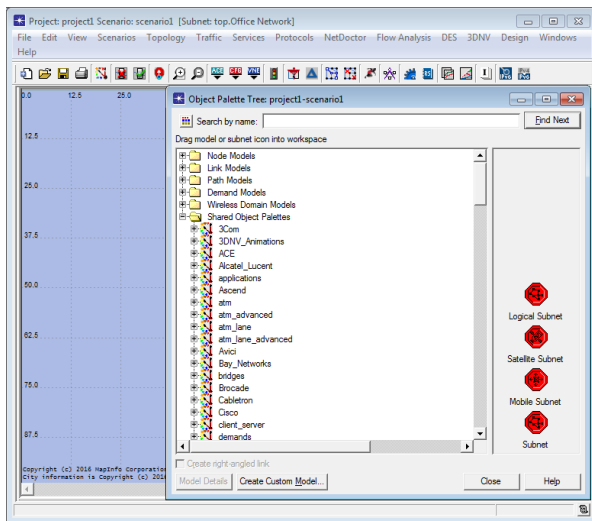 Project: project1 Scenario: scenario1 [Subnet: top.Office Network]
File Edit View Scenarios Topology Traffic Services Protocols NetDoctor Flow Analysis DES 3DNV Design Windows
Help
0.0 12.5 25.0
12.5
25.0
37.5
50.0
62.5
75.0
87.5
Copyright (c) 2016 MapInfo Corporation
City information is Copyright (c) 201
Object Palette Tree: project1-scenario1
Search by name:
Find Next
Drag model or subnet icon into workspace
Node Models
Link Models
Path Models
Demand Models
Wireless Domain Models
Shared Object Palettes
3Com
3DNV_Animations
ACE
Alcatel_Lucent
applications
Ascend
atm
atm_advanced
atm_lane
atm_lane_advanced
Avici
Bay_Networks
bridges
Brocade
Cabletron
Cisco
client_server
demands
Logical Subnet
Satellite Subnet
Mobile Subnet
Subnet
Create right-angled link
Model Details Create Custom Model... Close Help